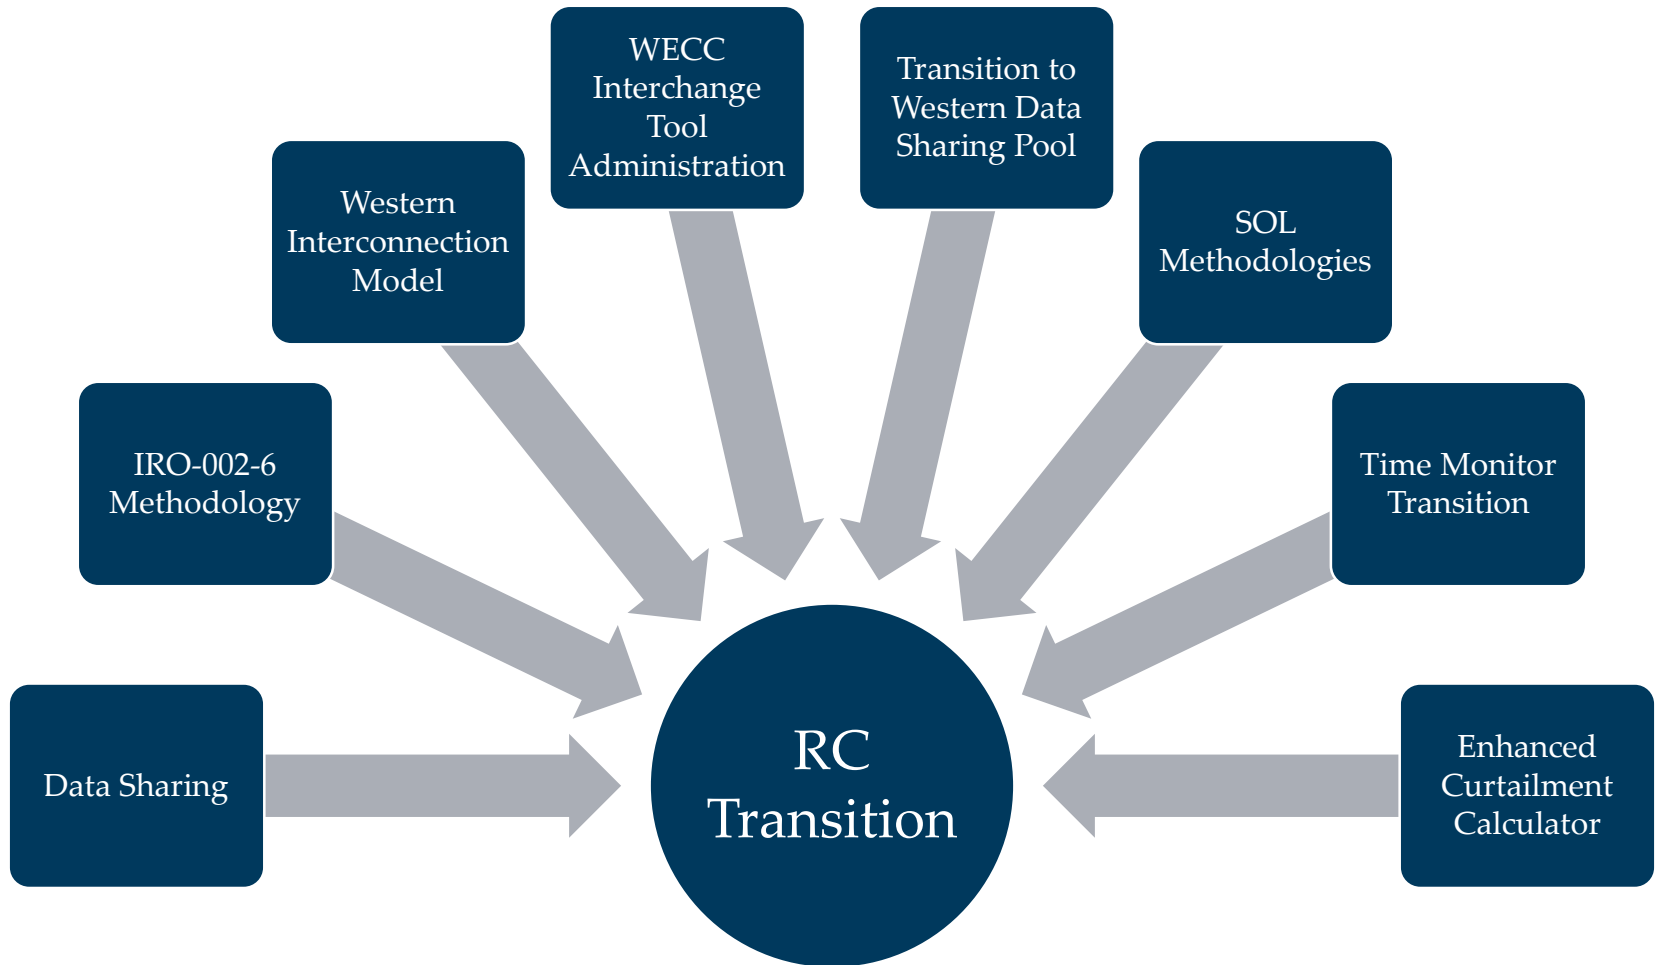 WECC
Interchange
Tool
Administration
Transition to
Western Data
Sharing Pool
Western
Interconnection
Model
SOL
Methodologies
IRO-002-6
Methodology
Time Monitor
Transition
Data Sharing
RC
Transition
Enhanced
Curtailment
Calculator